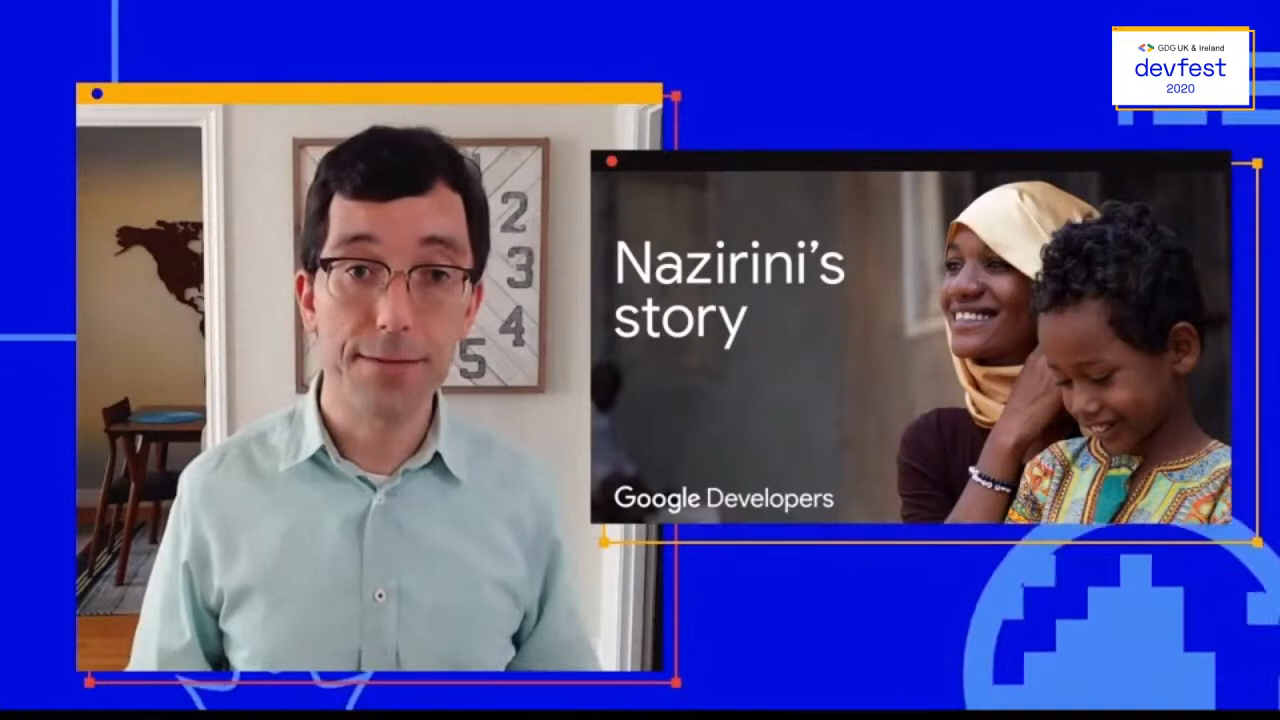 GDG UK & Ireland
devfest
2020
2
3
4
5
Nazirini's
story
Google Developers